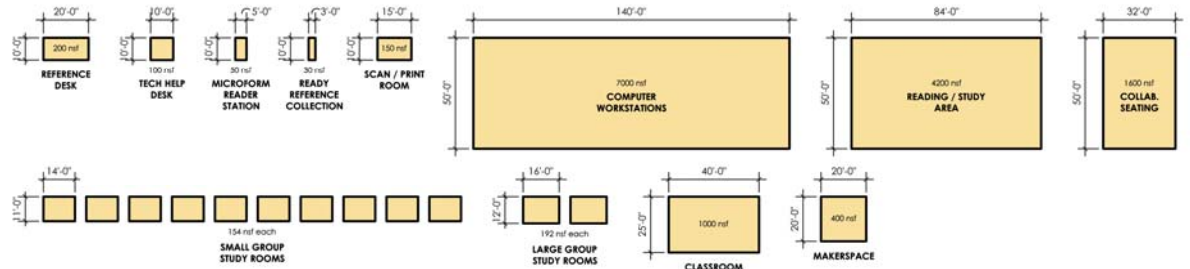 20'-0"
10'-0"
200 nsf
REFERENCE
DESK
10'-0"
10'-0"
100 nsf
TECH HELP
DESK
5'-0"
10'-0"
50 nsf
MICROFORM
READER
STATION
3'-0"
10'-0"
30 nsf
READY
REFERENCE
COLLECTION
15'-0"
10'-0"
150 nsf
SCAN / PRINT
ROOM
140'-0"
50'-0"
7000 nsf
COMPUTER
WORKSTATIONS
84'-0"
50'-0"
4200 nsf
READING / STUDY
AREA
32'-0"
50'-0"
1600 nsf
COLLAB.
SEATING
14'-0"
11'-0"
154 nsf each
SMALL GROUP
STUDY ROOMS
16'-0"
12'-0"
192 nsf each
LARGE GROUP
STUDY ROOMS
40'-0"
25'-0"
1000 nsf
CLASSROOM
20'-0"
20'-0"
400 nsf
MAKERSPACE